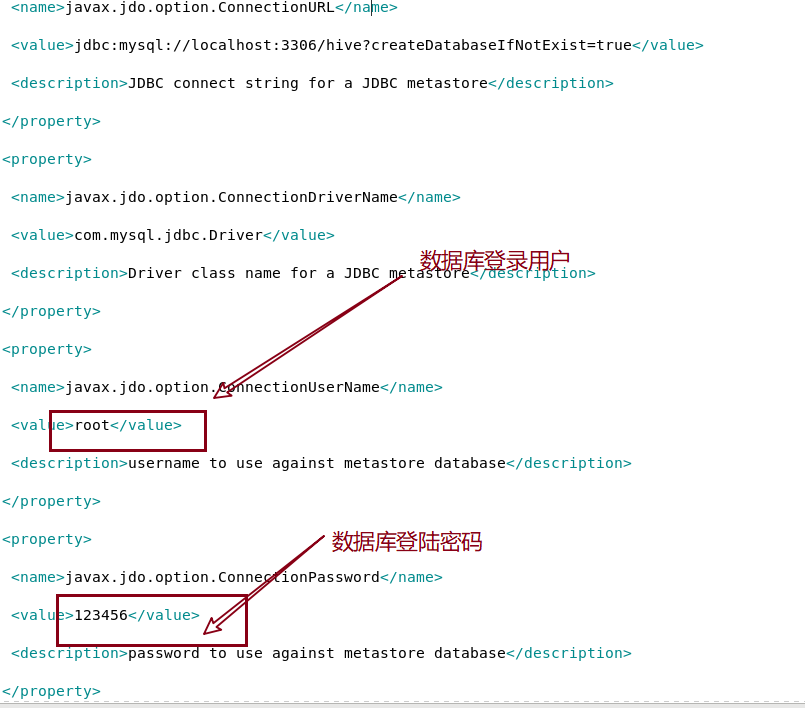 <name>javax.jdo.option.ConnectionURL</name>
<value>jdbc:mysql://localhost:3306/hive?createDatabaseIfNotExist=true</value>
<description>JDBC connect string for a JDBC metastore</description>
</property>
<property>
<name>javax.jdo.option.ConnectionDriverName</name>
<value>com.mysql.jdbc.Driver</value>
数据库登录用户
<description>Driver class name for a JDBC metastore</description>
</property>
<property>
<name>javax.jdo.option.ConnectionUserName</name>
<value>root</value>
<description>username to use against metastore database</description>
</property>
<property>
数据库登陆密码
<name>javax.jdo.option.ConnectionPassword</name>
<value>123456</value>
<description>password to use against metastore database</description>
</property>